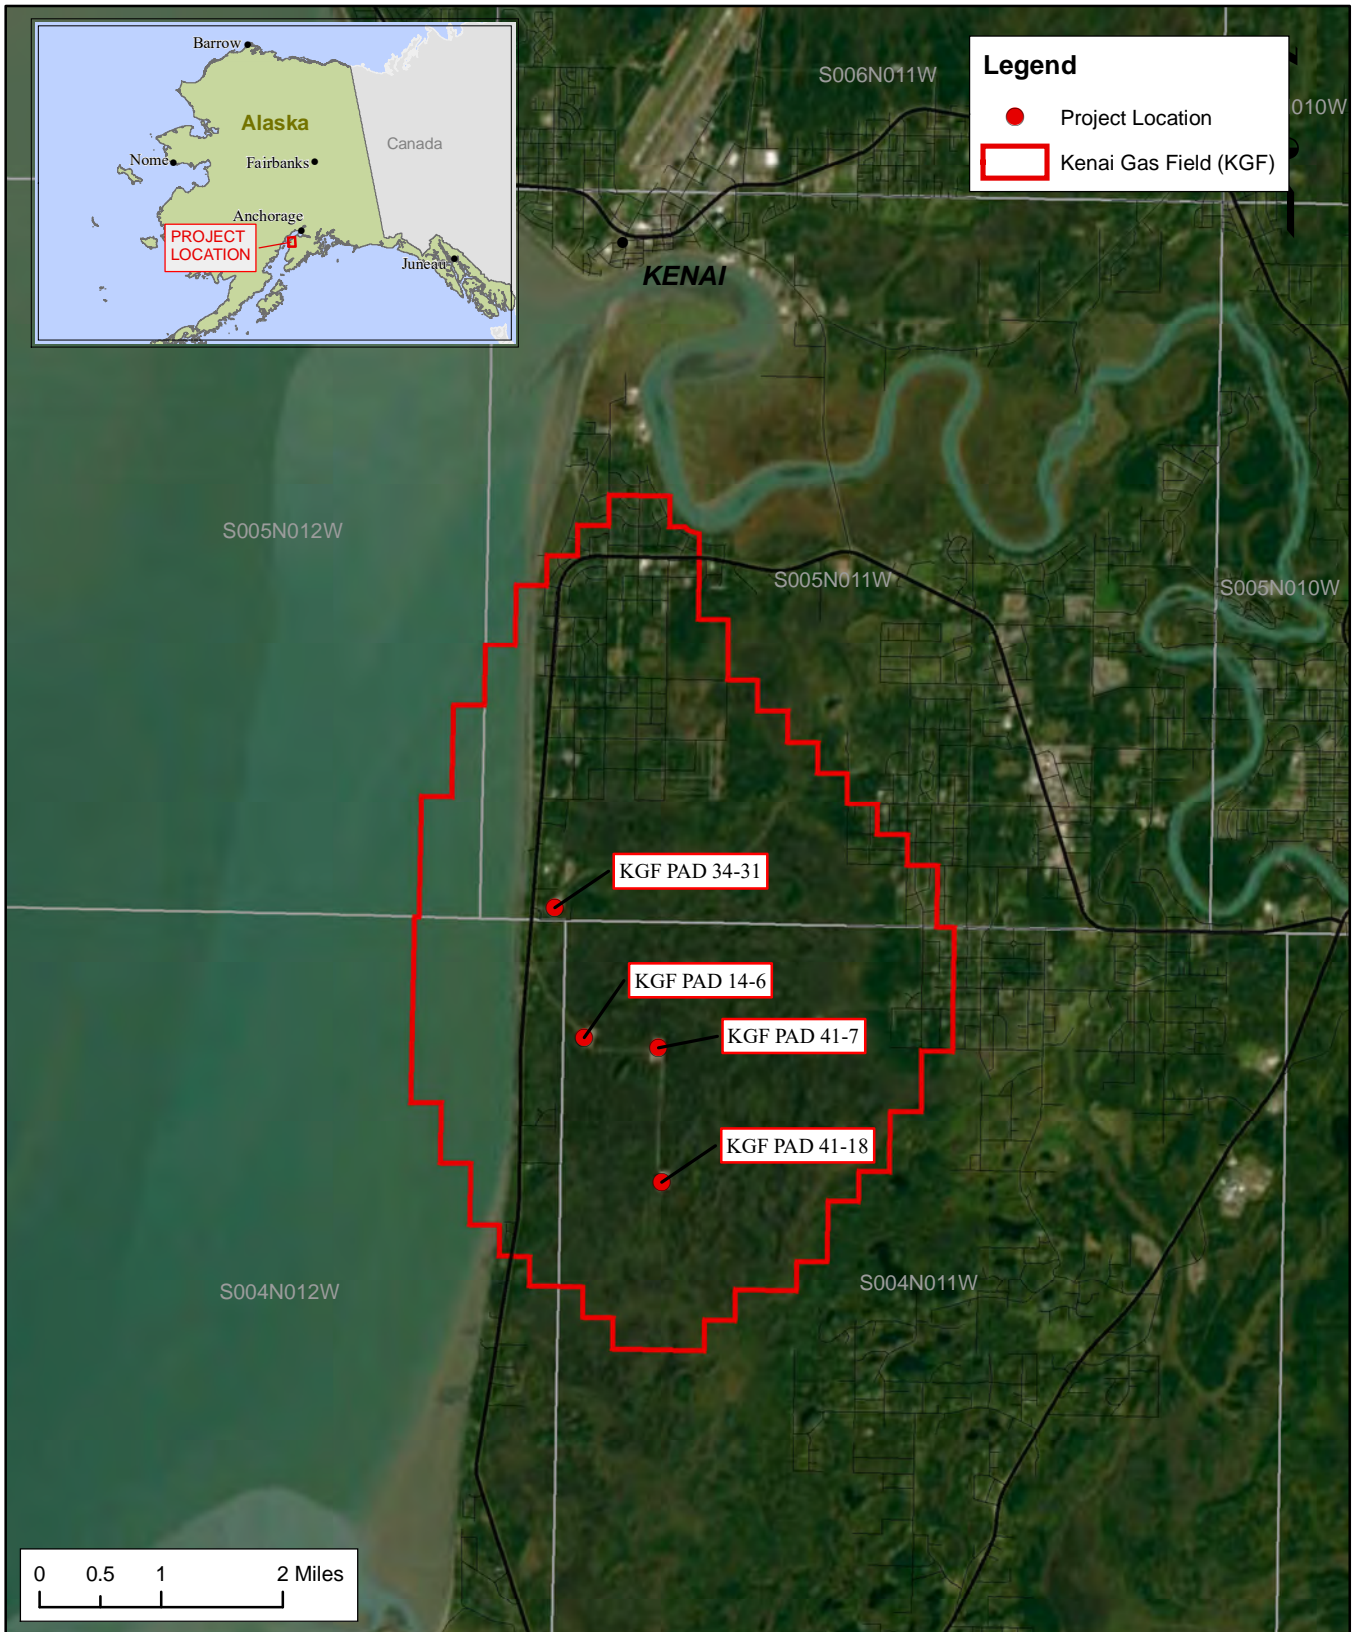 Barrow
Alaska
Canada
Nome
Fairbanks
Anchorage
PROJECT
LOCATION
Juneau
S006N011W
Legend
Project Location
Kenai Gas Field (KGF)
010W
KENAI
S005N012W
S005N011W
S005N010W
KGF PAD 34-31
KGF PAD 14-6
KGF PAD 41-7
KGF PAD 41-18
S004N012W
S004N011W
0 0.5 1 2 Miles